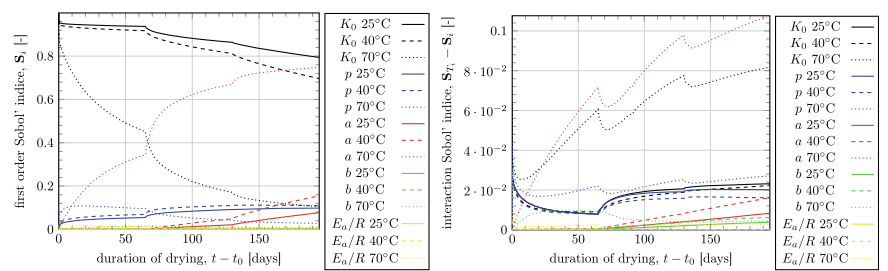 first order Sobol' indice, S_i [-]
1
0.8
0.6
0.4
0.2
0
0
50
100
150
duration of drying, t − t_0 [days]
K_0 25°C
K_0 40°C
K_0 70°C
p 25°C
p 40°C
p 70°C
a 25°C
a 40°C
a 70°C
b 25°C
b 40°C
b 70°C
E_a/R 25°C
E_a/R 40°C
E_a/R 70°C
interaction Sobol' indice, S_{T_i} − S_i [-]
0.1
8 · 10^{-2}
6 · 10^{-2}
4 · 10^{-2}
2 · 10^{-2}
0
0
50
100
150
duration of drying, t − t_0 [days]
K_0 25°C
K_0 40°C
K_0 70°C
p 25°C
p 40°C
p 70°C
a 25°C
a 40°C
a 70°C
b 25°C
b 40°C
b 70°C
E_a/R 25°C
E_a/R 40°C
E_a/R 70°C